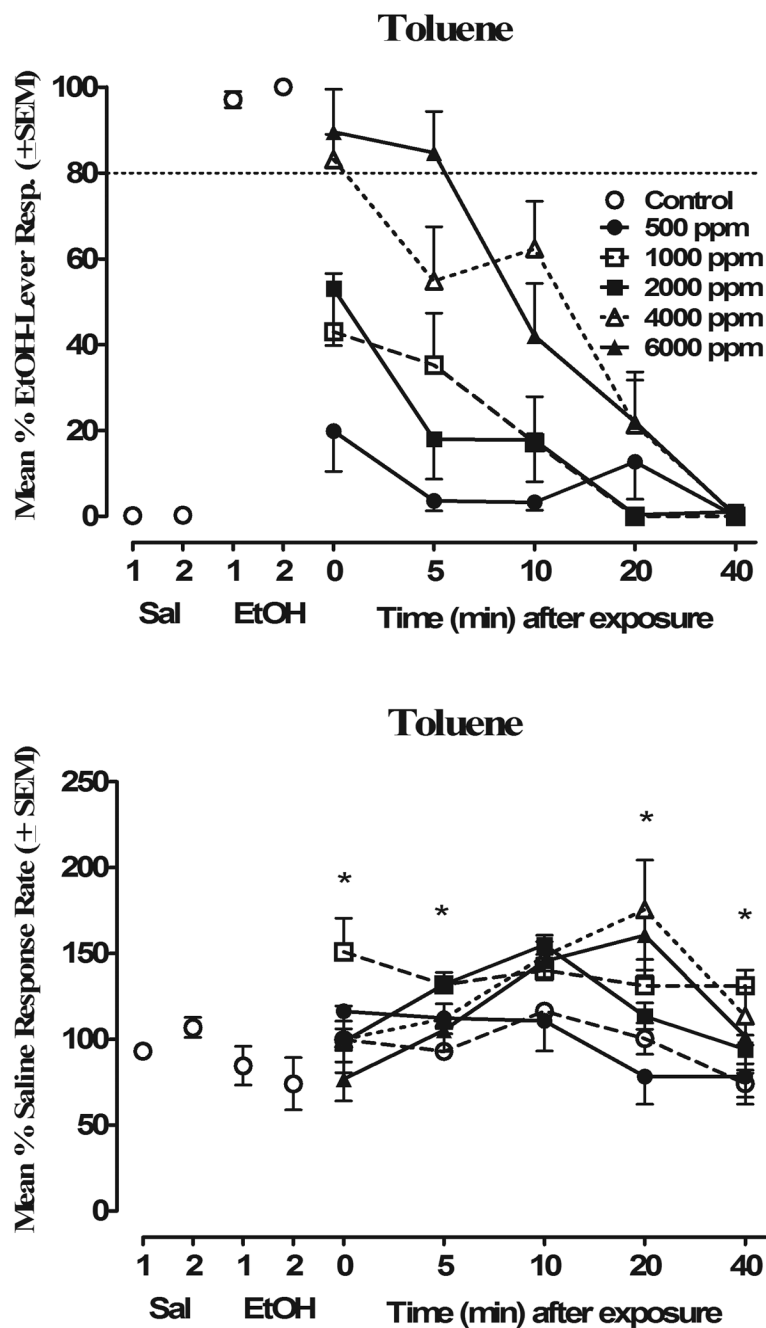 Toluene
Mean % EtOH-Lever Resp. (±SEM)
100
80
60
40
20
0
Control
500 ppm
1000 ppm
2000 ppm
4000 ppm
6000 ppm
1 2 1 2 0 5 10 20 40
Sal EtOH Time (min) after exposure
Toluene
Mean % Saline Response Rate (± SEM)
250
200
150
100
50
0
* * * *
1 2 1 2 0 5 10 20 40
Sal EtOH Time (min) after exposure